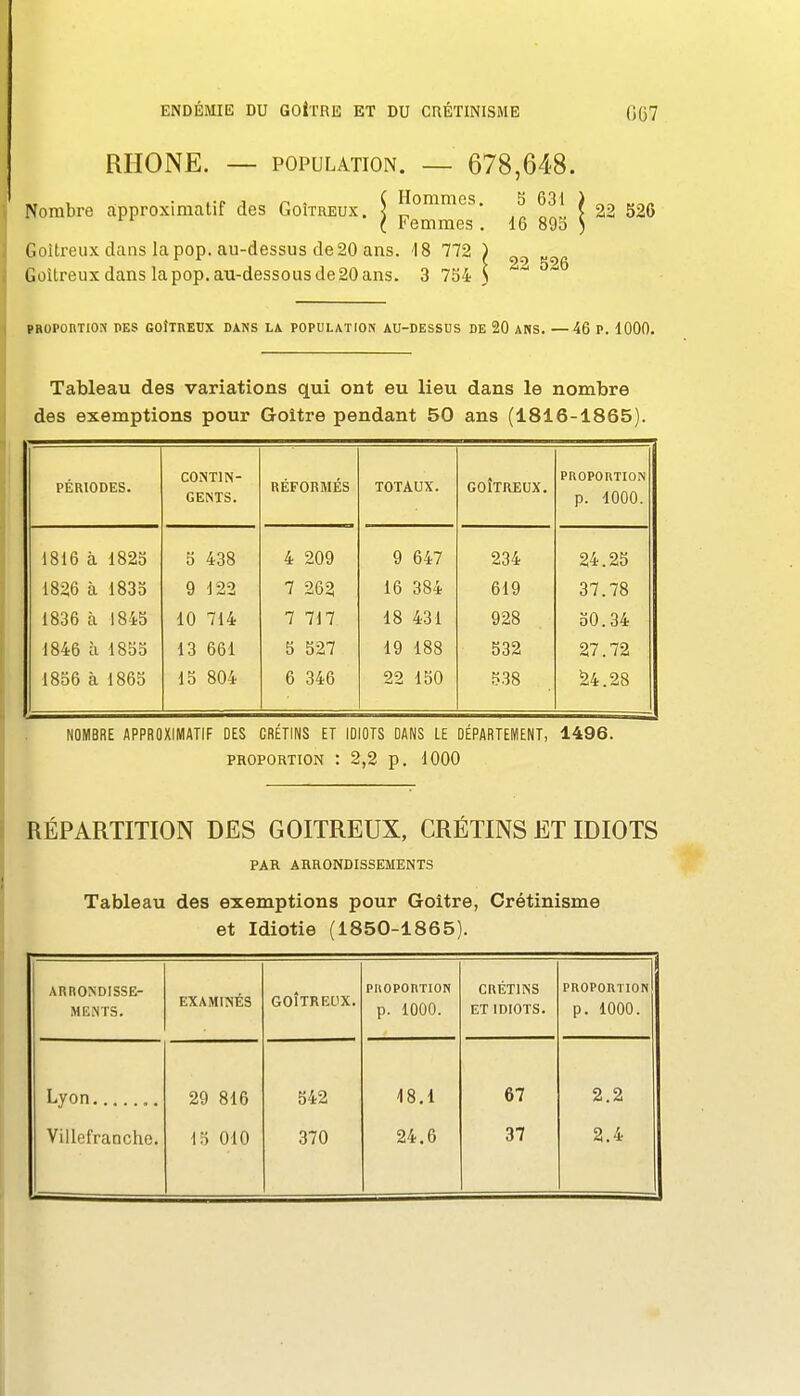 ENDÉMIE DU GOÎTRE ET DU CRÉTINISME 667
RHONE. — POPULATION. — 678,648.
Nombre approximatif des GOÎTREUX. { Hommes. 5 631 } 22 526
{ Femmes. 16 895 }
Goîtreux dans la pop. au-dessus de 20 ans. 18 772 } 22 526
Goîtreux dans la pop. au-dessous de 20 ans. 3 754 }
PROPORTION DES GOÎTREUX DANS LA POPULATION AU-DESSUS DE 20 ANS. — 46 P. 1000.
Tableau des variations qui ont eu lieu dans le nombre
des exemptions pour Goître pendant 50 ans (1816-1865).
PÉRIODES. CONTIN-GENTS. RÉFORMÉS TOTAUX. GOÎTREUX. PROPORTION p. 1000.
1816 à 1825 5 438 4 209 9 647 234 24.25
1826 à 1835 9 122 7 262 16 384 619 37.78
1836 à 1845 10 714 7 717 18 431 928 50.34
1846 à 1855 13 661 5 527 19 188 532 27.72
1856 à 1865 15 804 6 346 22 150 538 24.28
NOMBRE APPROXIMATIF DES CRÉTINS ET IDIOTS DANS LE DÉPARTEMENT, 1496.
PROPORTION : 2,2 p. 1000
RÉPARTITION DES GOITREUX, CRÉTINS ET IDIOTS
PAR ARRONDISSEMENTS
Tableau des exemptions pour Goître, Crétinisme
et Idiotie (1850-1865).
ARRONDISSE-MENTS. EXAMINÉS GOÎTREUX. PROPORTION p. 1000. CRÉTINS ET IDIOTS. PROPORTION p. 1000.
Lyon....... 29 816 542 18.1 67 2.2
Villefranche. 15 010 370 24.6 37 2.4